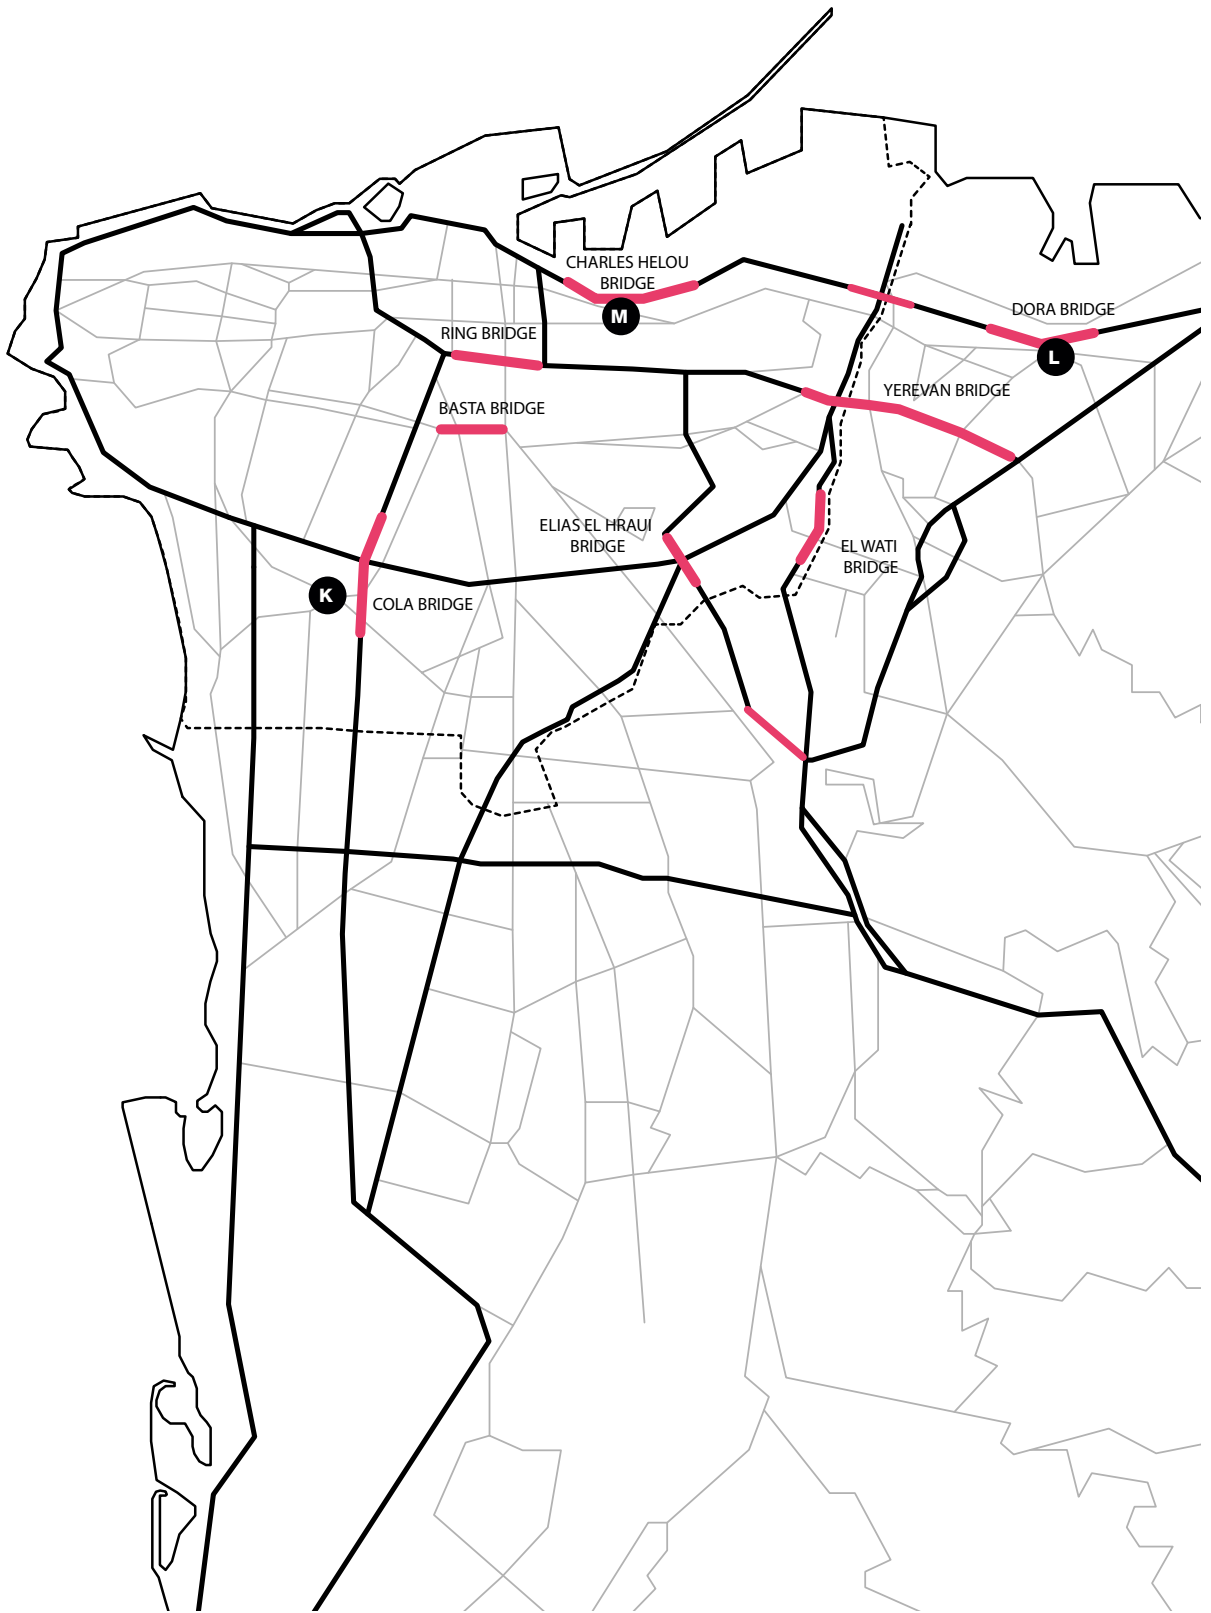 CHARLES HELOU
BRIDGE
M
DORA BRIDGE
L
RING BRIDGE
YEREVAN BRIDGE
BASTA BRIDGE
ELIAS EL HRAUI
BRIDGE
EL WATI
BRIDGE
K
COLA BRIDGE